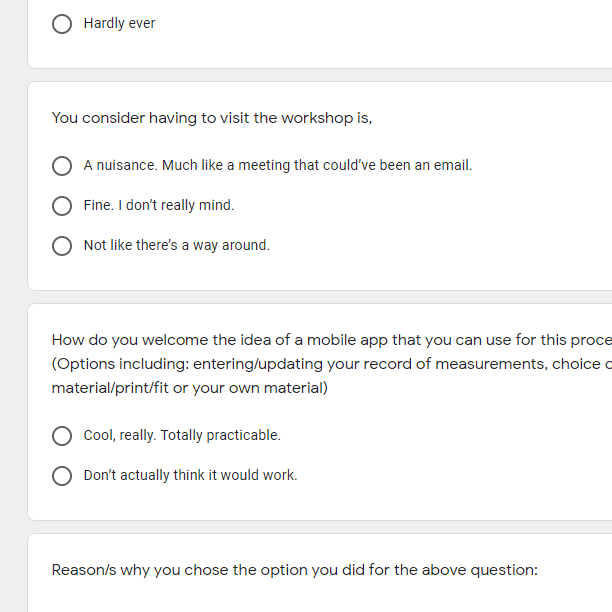 Hardly ever
You consider having to visit the workshop is,
A nuisance. Much like a meeting that could've been an email.
Fine. I don't really mind.
Not like there's a way around.
How do you welcome the idea of a mobile app that you can use for this
(Options including: entering/updating your record of measurements, choice
material/print/fit or your own material)
Cool, really. Totally practicable.
Don't actually think it would work.
Reason/s why you chose the option you did for the above question: